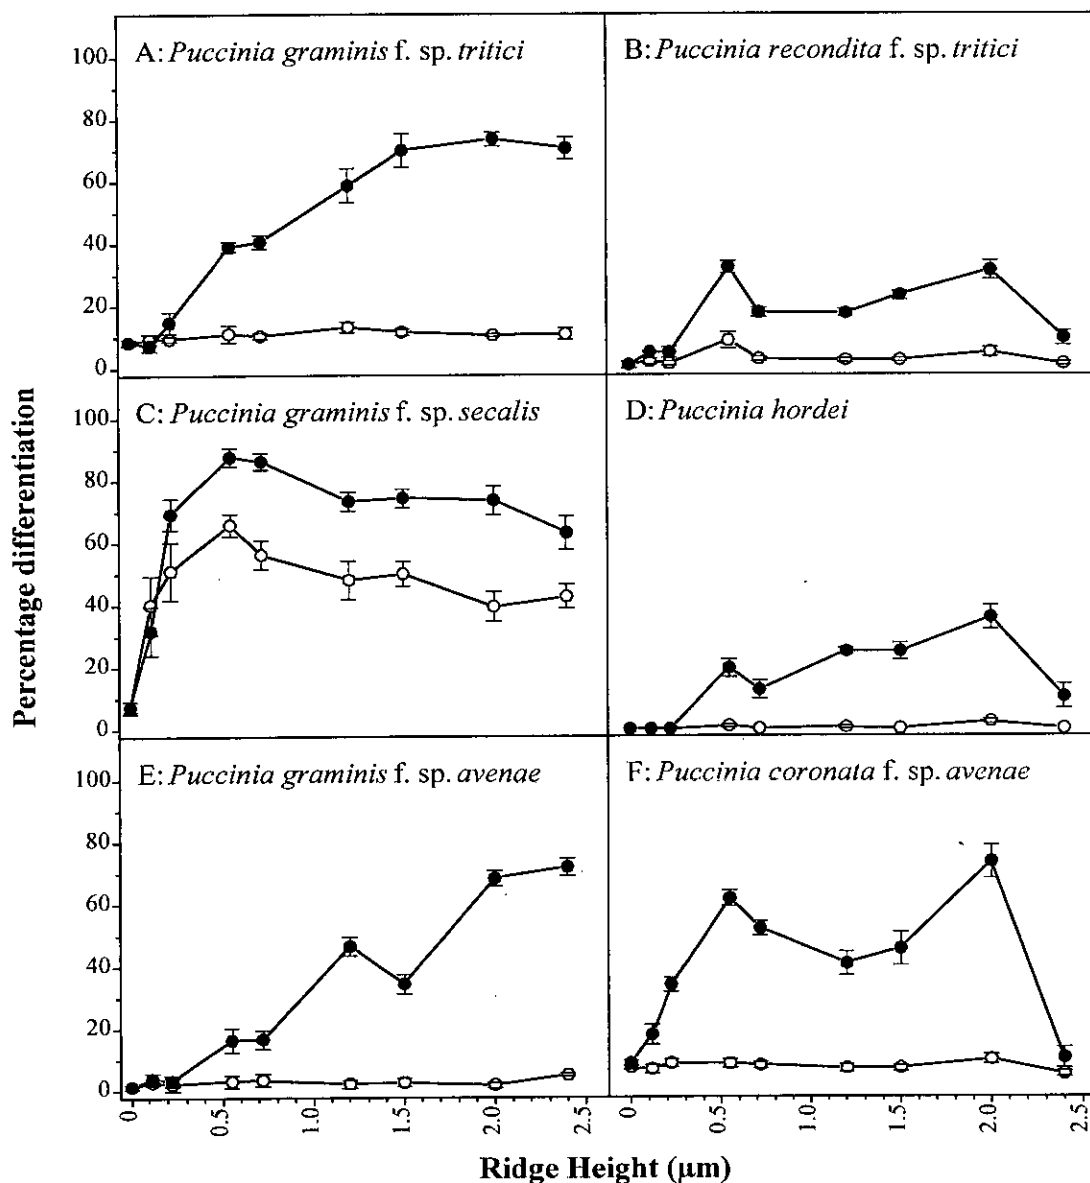 A: Puccinia graminis f. sp. tritici
B: Puccinia recondita f. sp. tritici
100
80
60
40
20
0
C: Puccinia graminis f. sp. secalis
D: Puccinia hordei
100
80
60
40
20
0
E: Puccinia graminis f. sp. avenae
F: Puccinia coronata f. sp. avenae
100
80
60
40
20
0
Percentage differentiation
0 0.5 1.0 1.5 2.0 2.5
0 0.5 1.0 1.5 2.0 2.5
Ridge Height (μm)